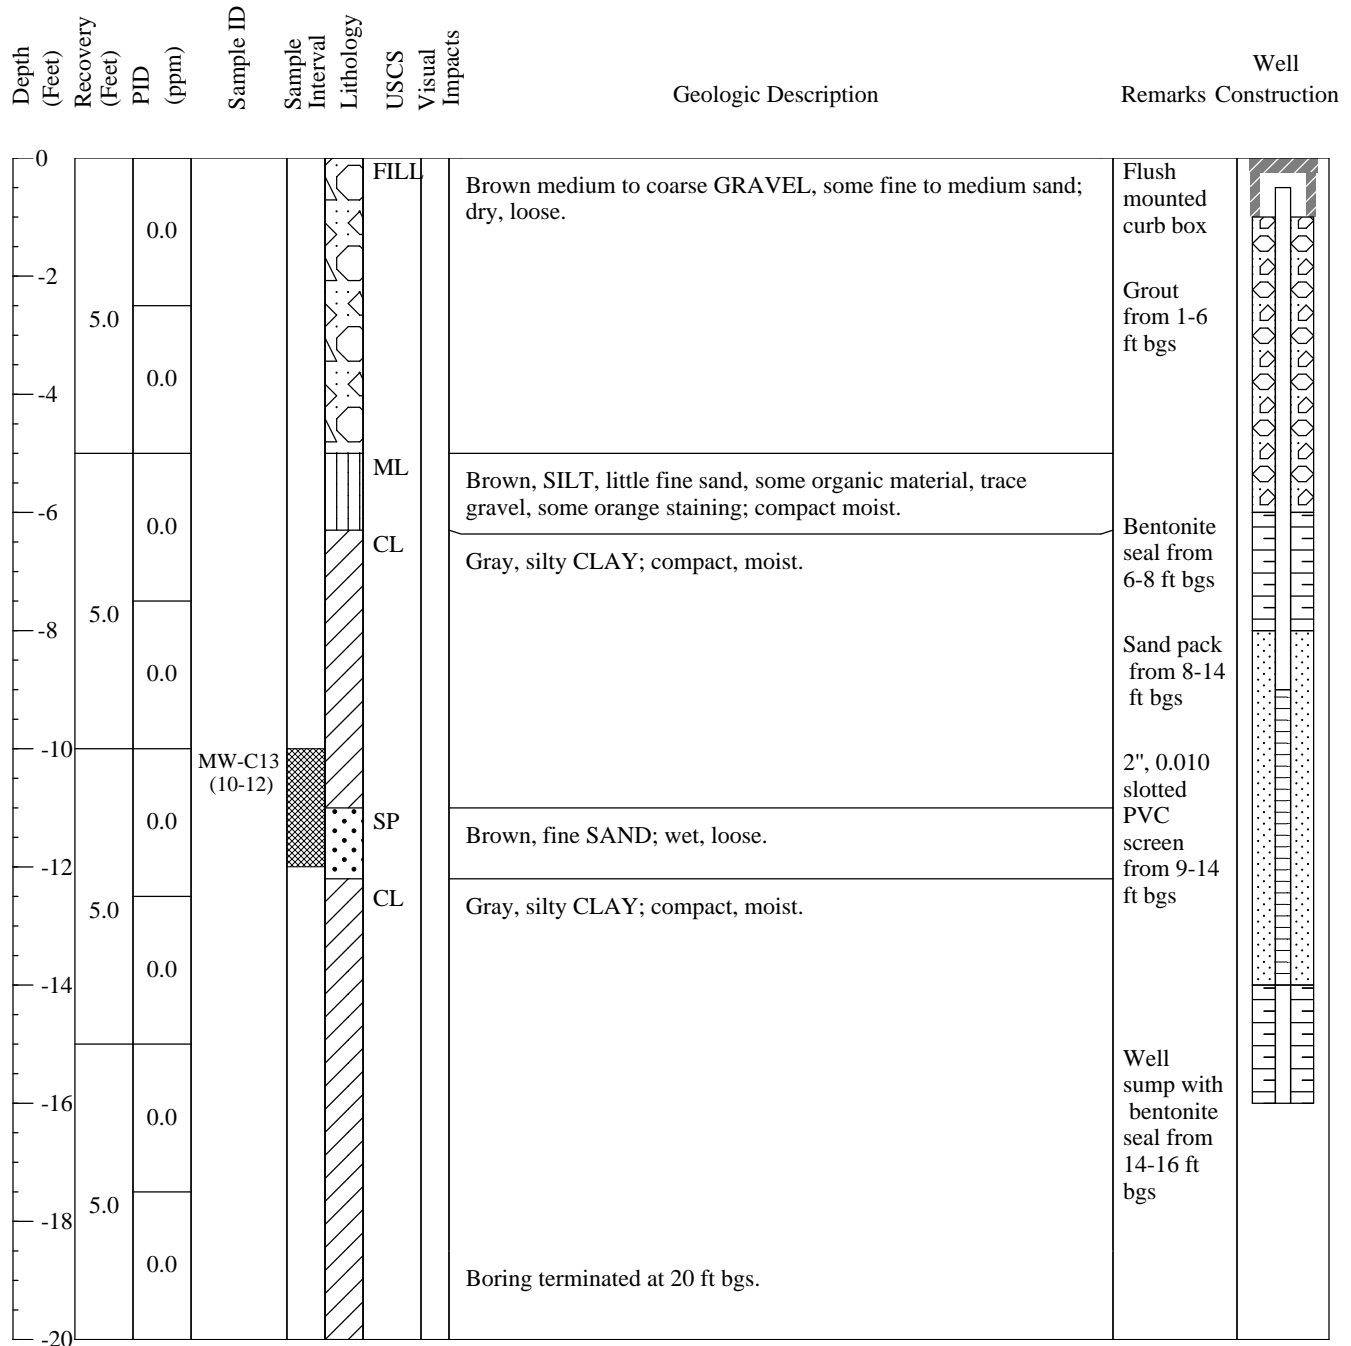 Depth
(Feet)
Recovery
(Feet)
PID
(ppm)
Sample ID
Sample
Interval
Lithology
USCS
Visual
Impacts
Geologic Description
Remarks
Well
Construction
0
FILL
Brown medium to coarse GRAVEL, some fine to medium sand;
dry, loose.
Flush
mounted
curb box
0.0
-2
Grout
from 1-6
ft bgs
5.0
0.0
-4
ML
Brown, SILT, little fine sand, some organic material, trace
gravel, some orange staining; compact moist.
-6
0.0
CL
Gray, silty CLAY; compact, moist.
Bentonite
seal from
6-8 ft bgs
5.0
-8
Sand pack
from 8-14
ft bgs
0.0
-10
MW-C13
(10-12)
2", 0.010
slotted
PVC
screen
from 9-14
ft bgs
0.0
SP
Brown, fine SAND; wet, loose.
-12
CL
Gray, silty CLAY; compact, moist.
5.0
0.0
-14
Well
sump with
bentonite
seal from
14-16 ft
bgs
-16
0.0
5.0
-18
0.0
Boring terminated at 20 ft bgs.
-20